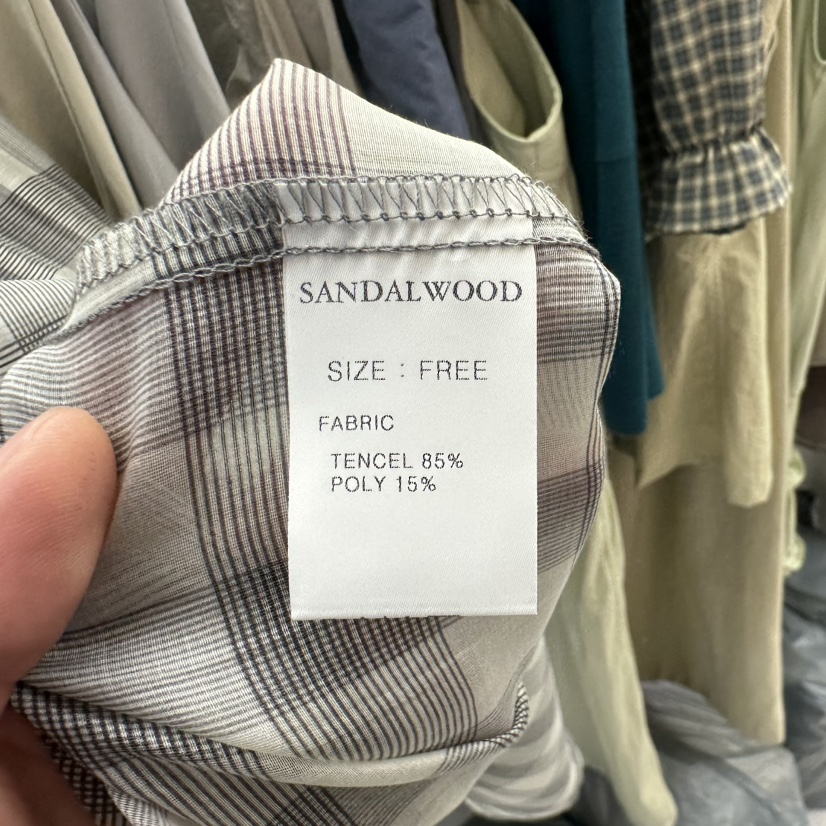 SANDALWOOD
SIZE : FREE
FABRIC
TENCEL 85%
POLY 15%